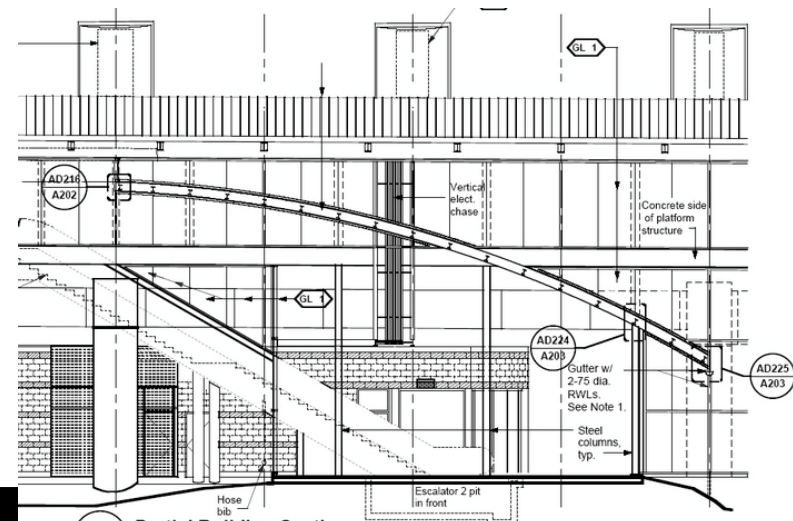 GL 1
AD216
A202
Vertical
elect.
chase
Concrete side
of platform
structure
GL 1
AD224
A203
AD225
A203
Gutter w/
2-75 dia.
RWLs.
See Note 1.
Steel
columns,
typ.
Escalator 2 pit
in front
Hose
bib